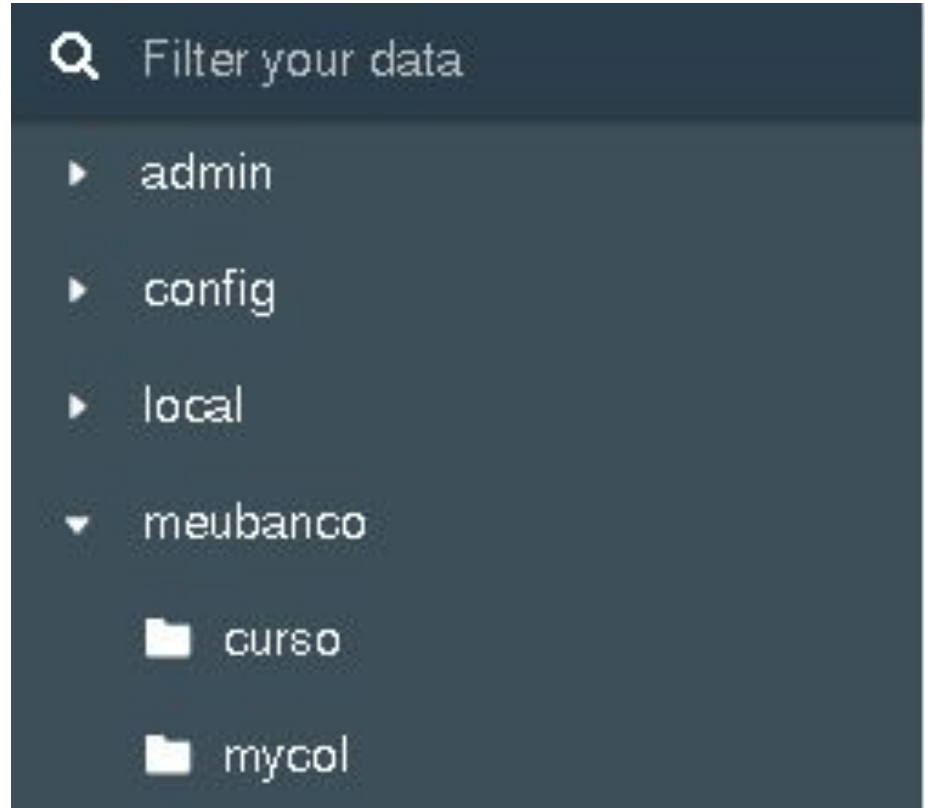 Filter your data
admin
config
local
meubanco
curso
mycol